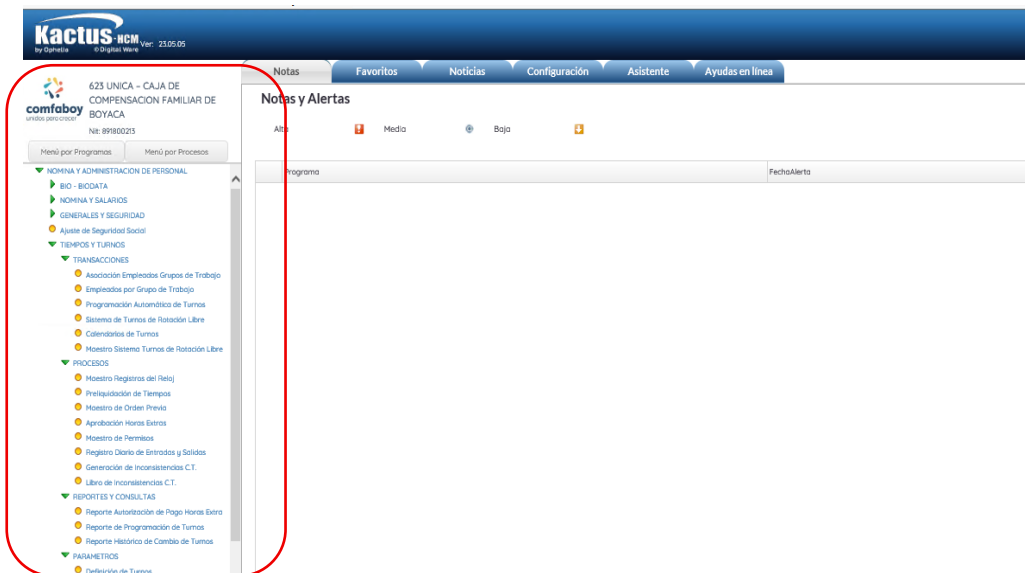 Kactus-HCM
by Ophelia © Digital Ware
Ver: 23.05.05
Notas Favoritos Noticias Configuración Asistente Ayudas en línea
comfaboy
unidos para crecer
623 UNICA - CAJA DE
COMPENSACION FAMILIAR DE
BOYACA
Nit: 891800213
Menú por Programas Menú por Procesos
NOMINA Y ADMINISTRACION DE PERSONAL
BIO - BIODATA
NOMINA Y SALARIOS
GENERALES Y SEGURIDAD
Ajuste de Seguridad Social
TIEMPOS Y TURNOS
TRANSACCIONES
Asociación Empleados Grupos de Trabajo
Empleados por Grupo de Trabajo
Programación Automática de Turnos
Sistema de Turnos de Rotación Libre
Calendarios de Turnos
Maestro Sistema Turnos de Rotación Libre
PROCESOS
Maestro Registros del Reloj
Preliquidación de Tiempos
Maestro de Orden Previa
Aprobación Horas Extras
Maestro de Permisos
Registro Diario de Entradas y Salidas
Generación de Inconsistencias C.T.
Libro de Inconsistencias C.T.
REPORTES Y CONSULTAS
Reporte Autorización de Pago Horas Extra
Reporte de Programación de Turnos
Reporte Histórico de Cambio de Turnos
PARAMETROS
Definición de Turnos
Notas y Alertas
Alta Media Baja
Programa FechaAlerta